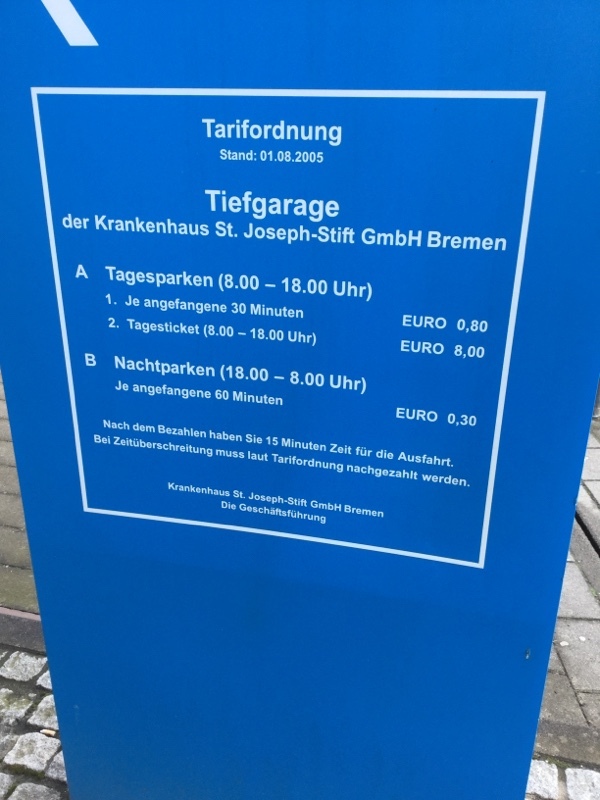 Tarifordnung
Stand: 01.08.2005
Tiefgarage
der Krankenhaus St. Joseph-Stift GmbH Bremen
A Tagesparken (8.00 – 18.00 Uhr)
1. Je angefangene 30 Minuten EURO 0,80
2. Tagesticket (8.00 – 18.00 Uhr) EURO 8,00
B Nachtparken (18.00 – 8.00 Uhr)
Je angefangene 60 Minuten EURO 0,30
Nach dem Bezahlen haben Sie 15 Minuten Zeit für die Ausfahrt.
Bei Zeitüberschreitung muss laut Tarifordnung nachgezahlt werden.
Krankenhaus St. Joseph-Stift GmbH Bremen
Die Geschäftsführung